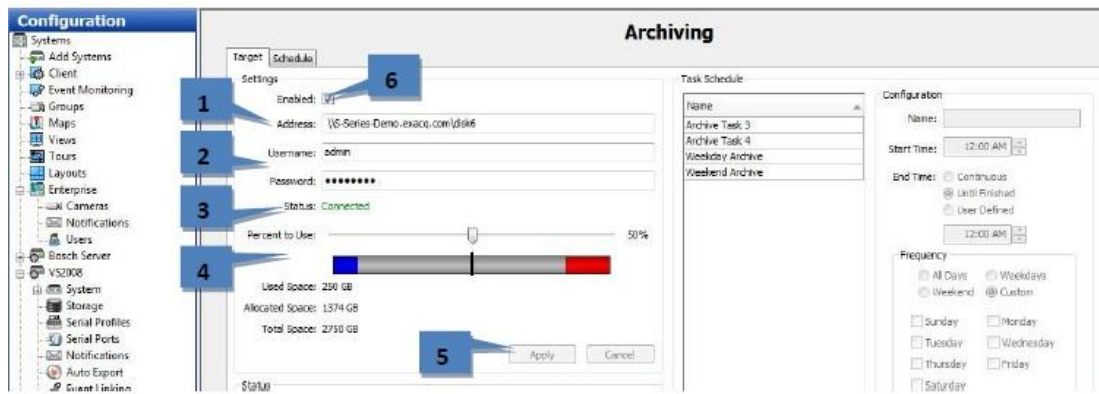 Configuration
Systems
Add Systems
Client
Event Monitoring
Groups
Maps
Views
Tours
Layouts
Enterprise
Cameras
Notifications
Users
Bosch Server
VS2008
System
Storage
Serial Profiles
Serial Ports
Notifications
Auto Export
Event Linking
Archiving
Target
Schedule
Settings
6
1
Enabled:
Address:
\\S-Series-Demo.exacq.com\disk6
2
Username:
admin
Password:
3
Status:
Connected
Percent to Use:
50%
4
Used Space: 250 GB
Allocated Space: 1374 GB
Total Space: 2750 GB
5
Apply
Cancel
Status
Task Schedule
Name
Archive Task 3
Archive Task 4
Weekday Archive
Weekend Archive
Configuration
Name:
Start Time:
12:00 AM
End Time:
Continuous
Until Finished
User Defined
12:00 AM
Frequency
All Days
Weekdays
Weekend
Custom
Sunday
Monday
Tuesday
Wednesday
Thursday
Friday
Saturday